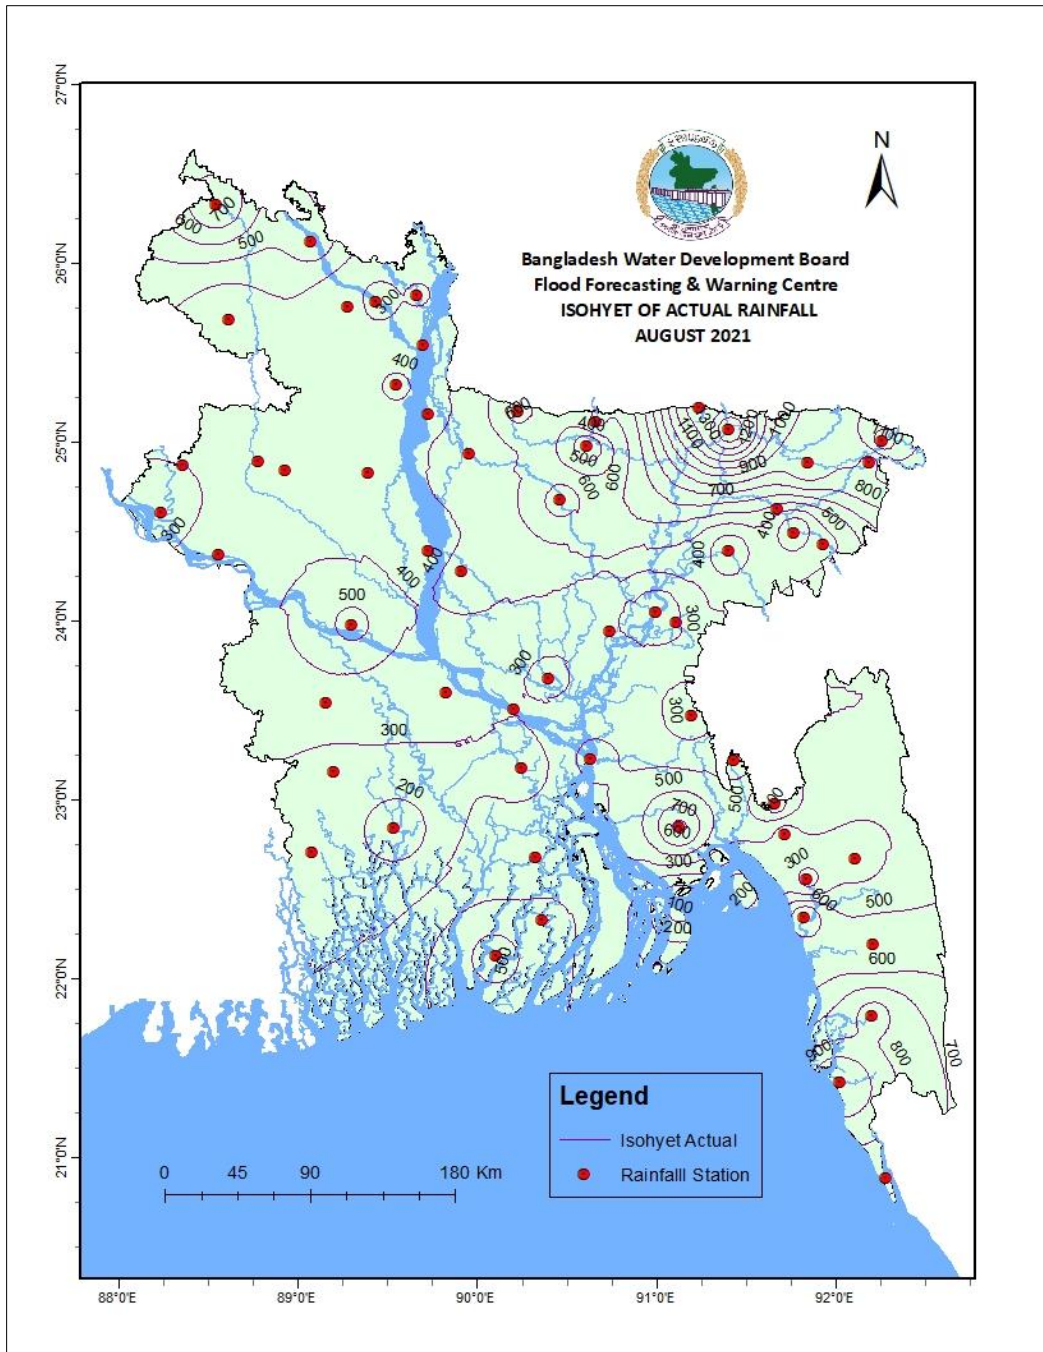 N
Bangladesh Water Development Board
Flood Forecasting & Warning Centre
ISOHYET OF ACTUAL RAINFALL
AUGUST 2021
27°0'N
26°0'N
25°0'N
24°0'N
23°0'N
22°0'N
21°0'N
600
700
500
300
400
600
400
500
600
600
1100
300
1200
1000
900
700
800
400
500
400
300
400
400
500
300
300
300
300
200
500
700
600
300
500
100
200
200
300
600
500
600
500
900
800
700
Legend
Isohyet Actual
Rainfalll Station
0 45 90 180 Km
88°0'E 89°0'E 90°0'E 91°0'E 92°0'E